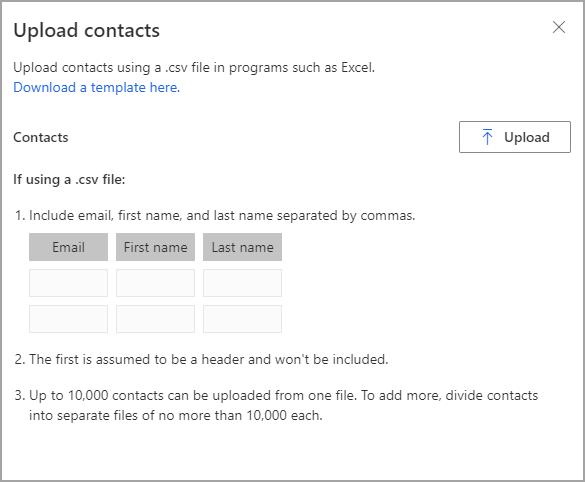 Upload contacts
Upload contacts using a .csv file in programs such as Excel.
Download a template here.
Contacts
Upload
If using a .csv file:
1. Include email, first name, and last name separated by commas.
Email First name Last name
2. The first is assumed to be a header and won't be included.
3. Up to 10,000 contacts can be uploaded from one file. To add more, divide contacts
into separate files of no more than 10,000 each.